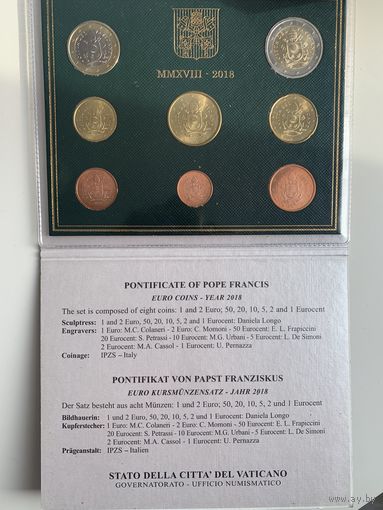 MMXVIII · 2018
PONTIFICATE OF POPE FRANCIS
EURO COINS - YEAR 2018
The set is composed of eight coins: 1 and 2 Euro; 50, 20, 10, 5, 2 and 1 Eurocent
Sculptress: 1 and 2 Euro, 50, 20, 10, 5, 2 and 1 Eurocent: Daniela Longo
Engravers: 1 Euro: M.C. Colaneri - 2 Euro: C. Momoni - 50 Eurocent: E. L. Frapiccini
20 Eurocent: S. Petrassi - 10 Eurocent: M.G. Urbani - 5 Eurocent: L. De Simoni
2 Eurocent: M.A. Cassol - 1 Eurocent: U. Pernazza
Coinage: IPZS – Italy
PONTIFIKAT VON PAPST FRANZISKUS
EURO KURSMÜNZENSATZ - JAHR 2018
Der Satz besteht aus acht Münzen: 1 und 2 Euro; 50, 20, 10, 5, 2 und 1 Eurocent
Bildhauerin: 1 und 2 Euro, 50, 20, 10, 5, 2 und 1 Eurocent: Daniela Longo
Kupferstecher: 1 Euro: M.C. Colaneri - 2 Euro: C. Momoni - 50 Eurocent: E. L. Frapiccini
20 Eurocent: S. Petrassi - 10 Eurocent: M.G. Urbani - 5 Eurocent: L. De Simoni
2 Eurocent: M.A. Cassol - 1 Eurocent: U. Pernazza
Prägeanstalt: IPZS – Italien
STATO DELLA CITTA' DEL VATICANO
GOVERNATORATO - UFFICIO NUMISMATICO